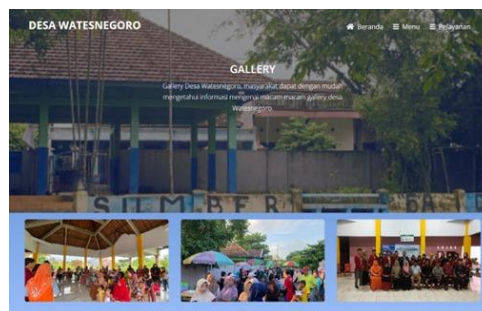 DESA WATESNEGORO
Beranda Menu Pelayanan
GALLERY
Gallery Desa Watesnegoro, masyarakat dapat dengan mudah
mengetahui informasi mengenai macam-macam gallery desa
Watesnegoro.
SUMBER